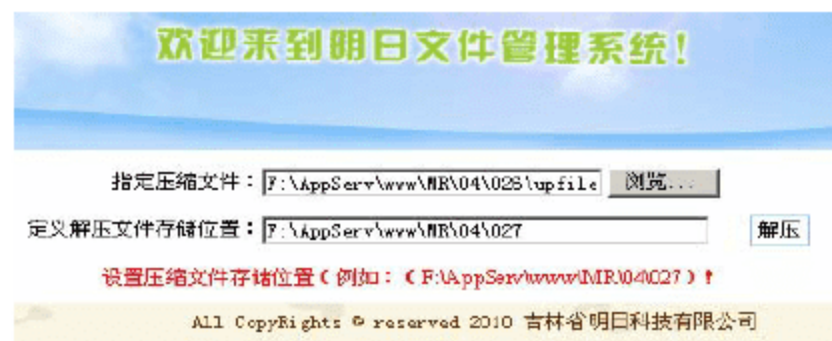 欢迎来到明日文件管理系统!
指定压缩文件: F:\AppServ\www\MR\04\026\upfile 浏览...
定义解压文件存储位置: F:\AppServ\www\MR\04\027 解压
设置压缩文件存储位置(例如:(F:\AppServ\www\MR\04\027)!
All CopyRights © reserved 2010 吉林省明日科技有限公司